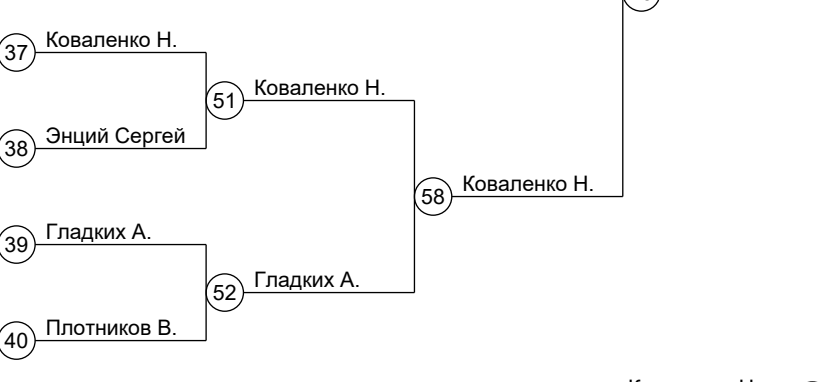 37 Коваленко Н.
51 Коваленко Н.
38 Энций Сергей
58 Коваленко Н.
39 Гладких А.
52 Гладких А.
40 Плотников В.